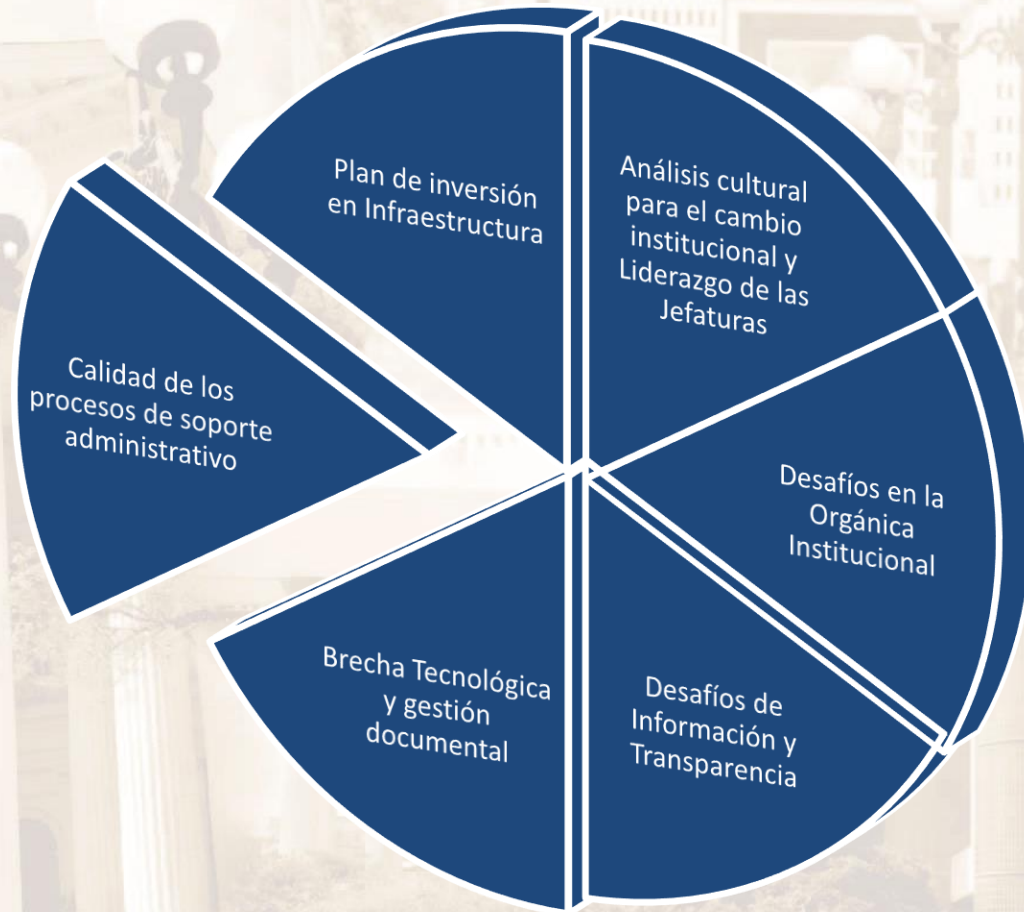 Plan de inversión
en Infraestructura
Análisis cultural
para el cambio
institucional y
Liderazgo de las
Jefaturas
Calidad de los
procesos de soporte
administrativo
Desafíos en la
Orgánica
Institucional
Brecha Tecnológica
y gestión
documental
Desafíos de
Información y
Transparencia